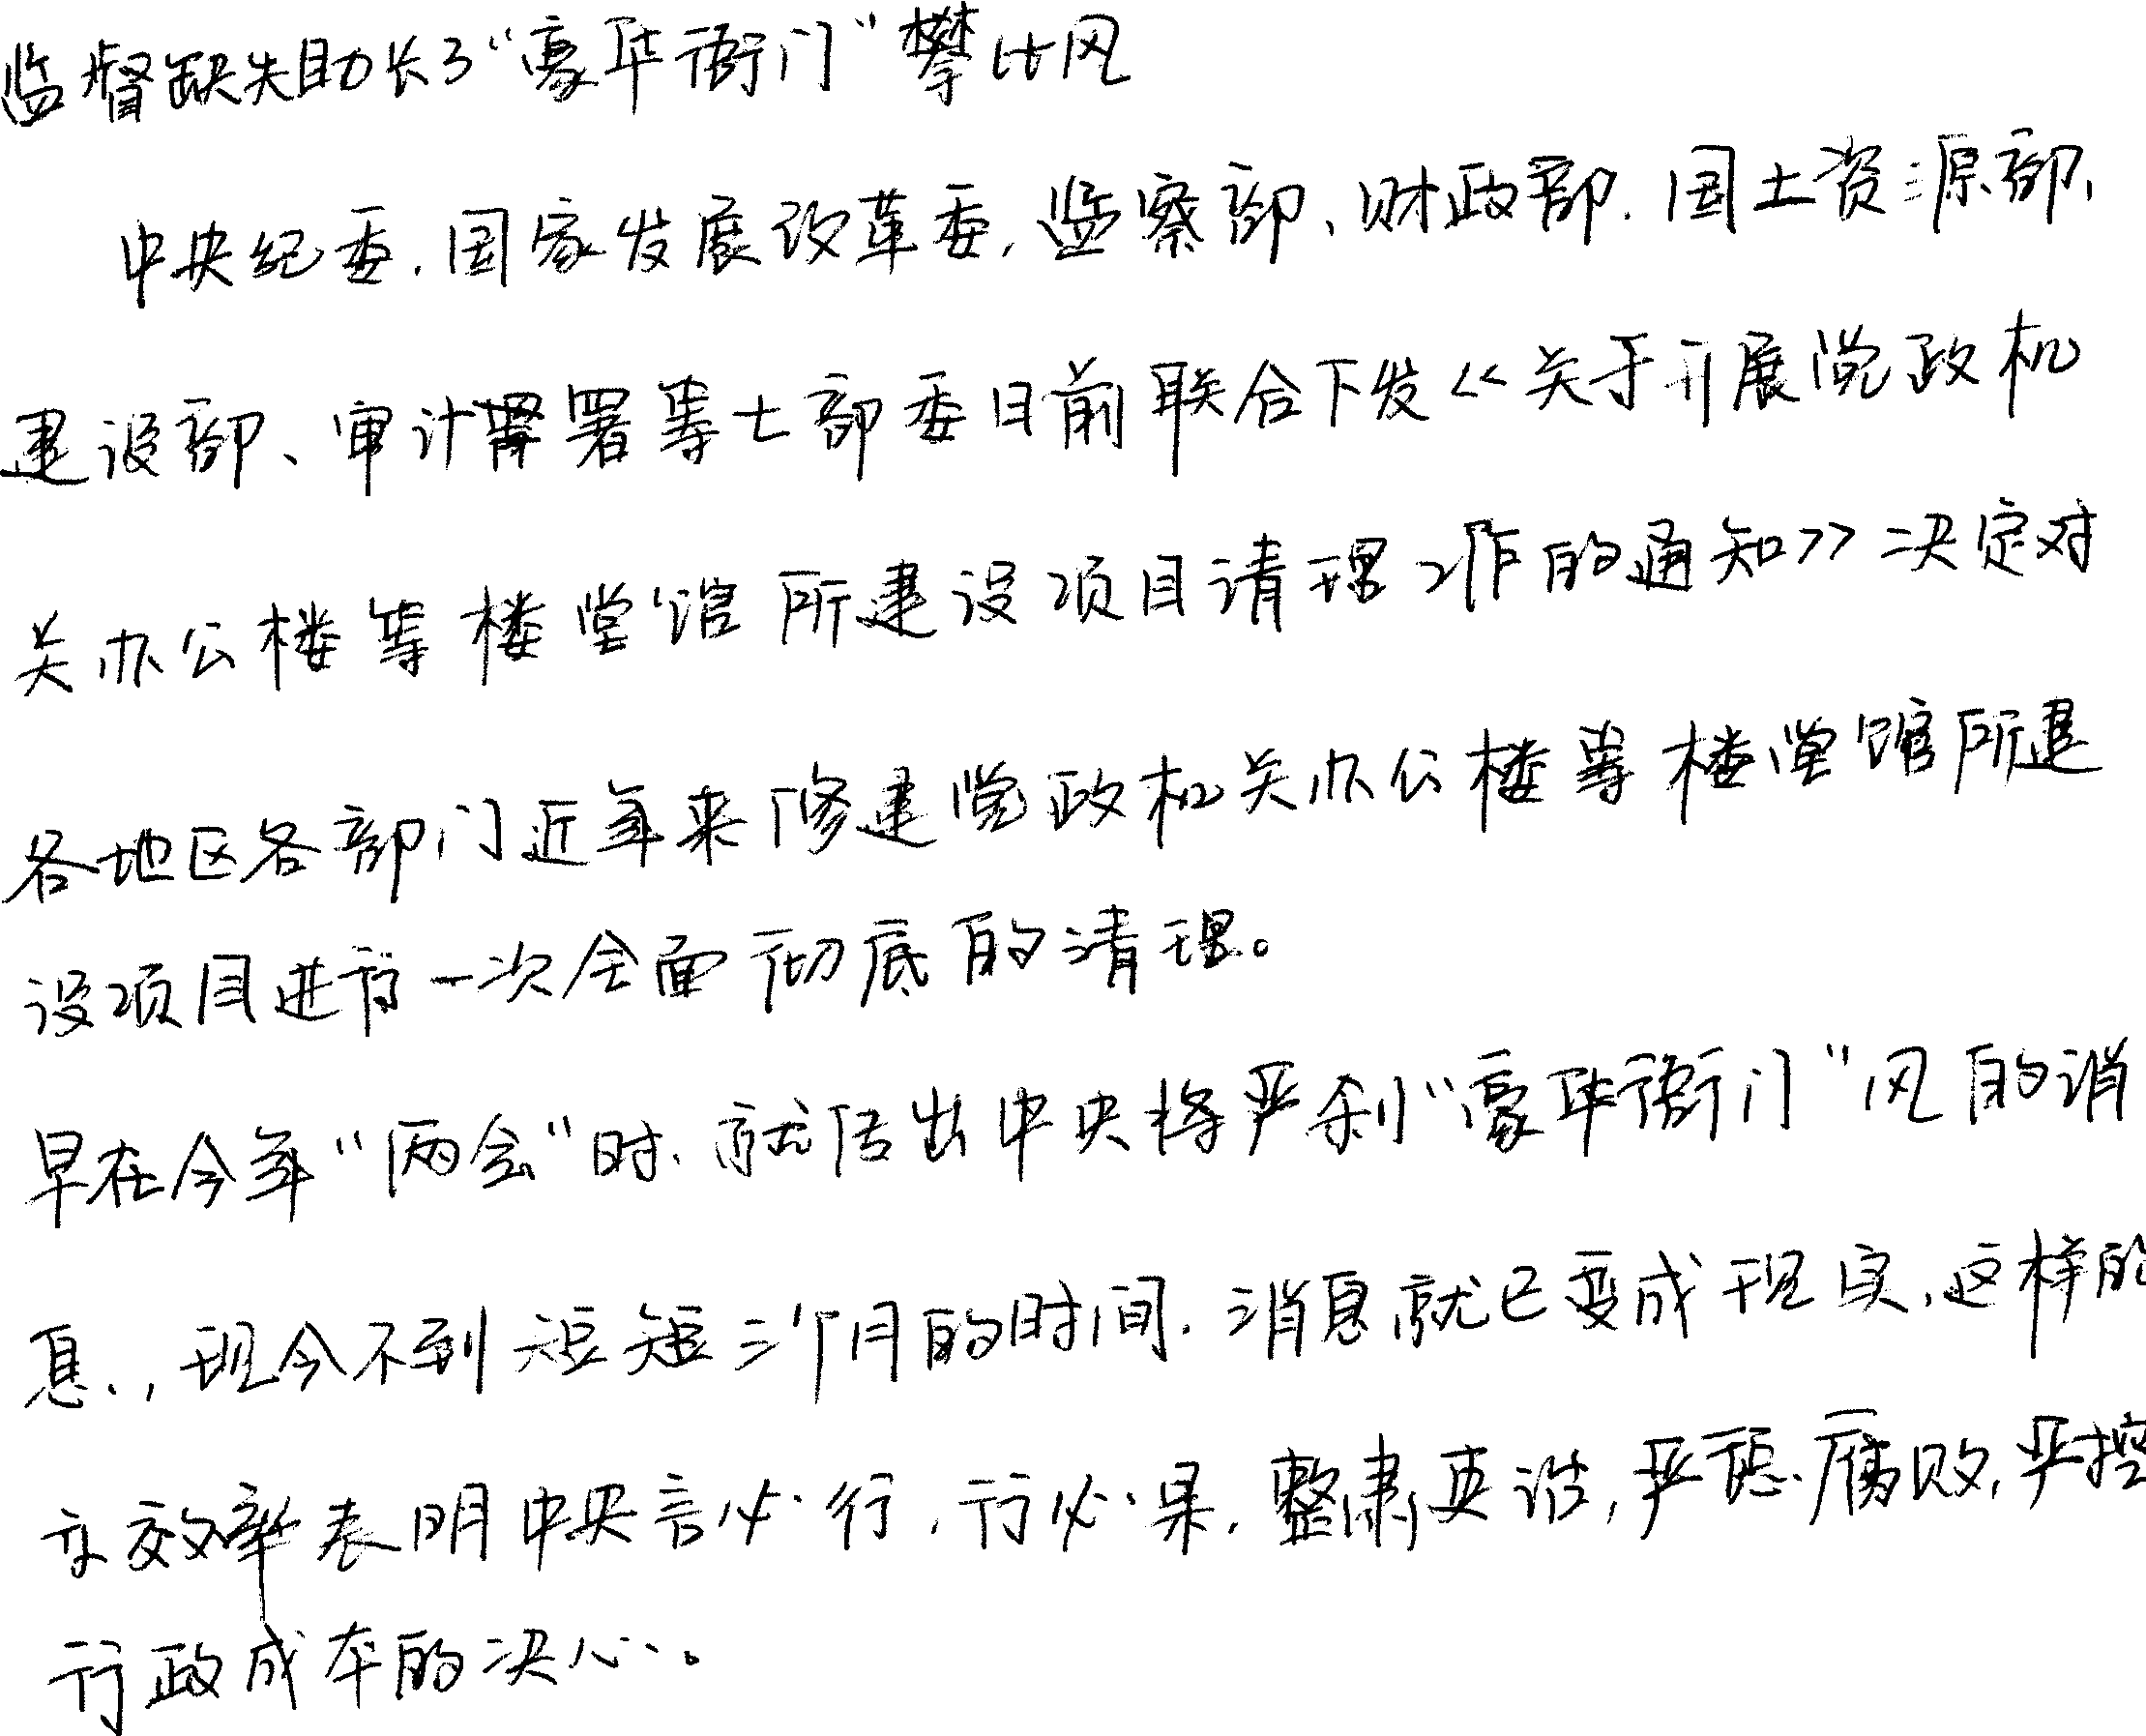 监督缺失助长了“豪华衙门”攀比风
中央纪委、国家发展改革委、监察部、财政部、国土资源部、
建设部、审计署等七部委日前联合下发《关于开展党政机
关办公楼等楼堂馆所建设项目清理工作的通知》决定对
各地区各部门近年来修建党政机关办公楼等楼堂馆所建
设项目进行一次全面彻底的清理。
早在今年“两会”时、就传出中央将严刹“豪华衙门”风的消
息,现今不到短短二个月的时间、消息就已变成现实,这样的
办效率表明中央言必行,行必果,整肃吏治,严惩腐败,严控
行政成本的决心。